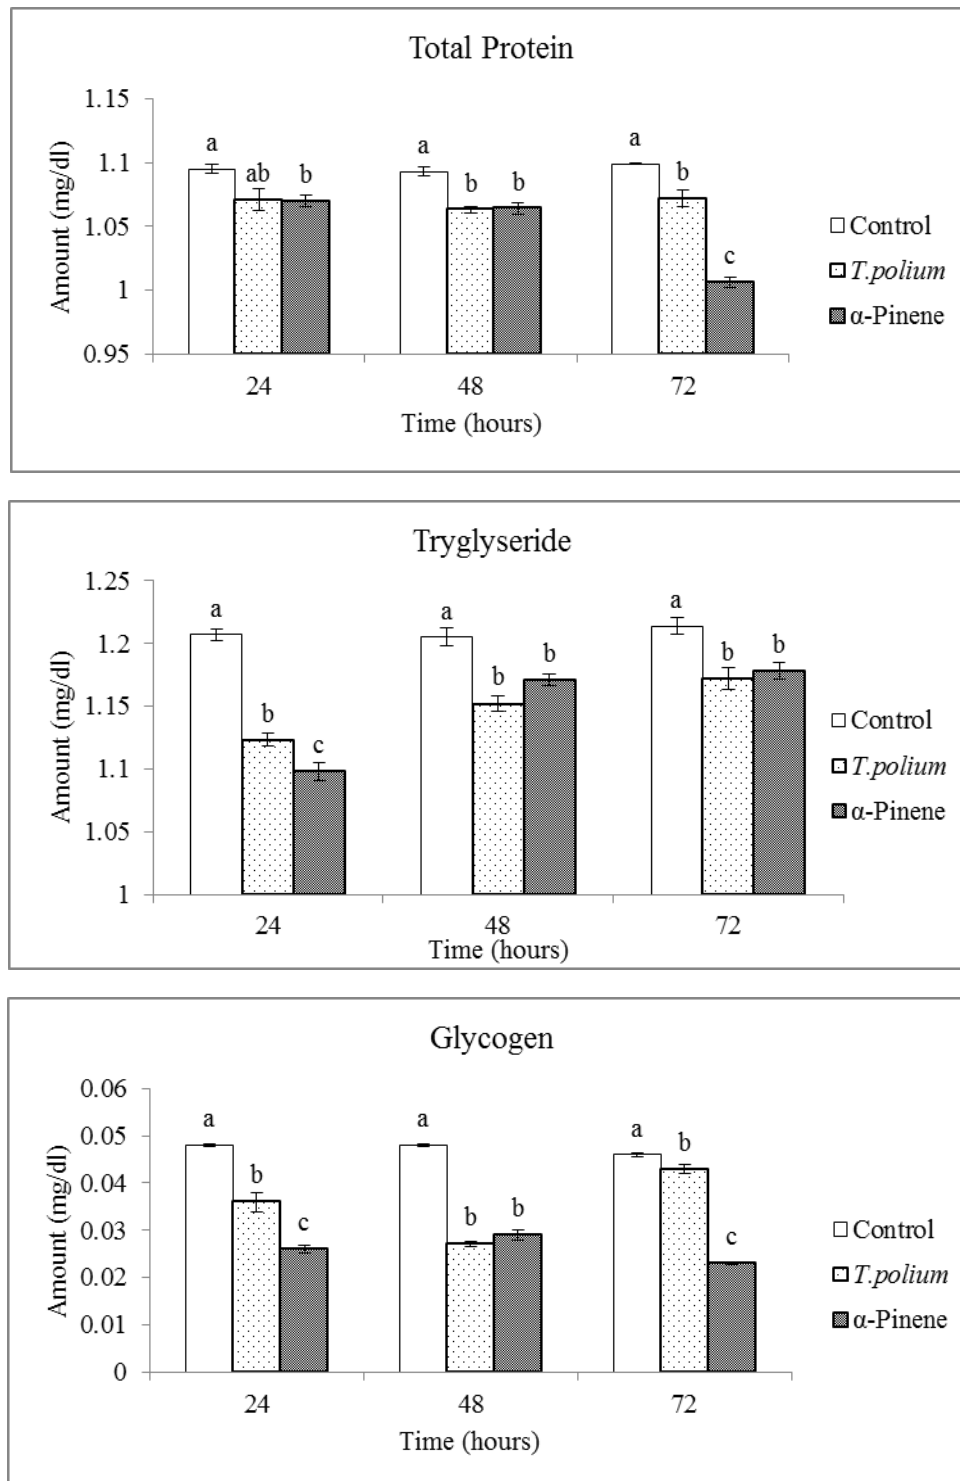 Total Protein
Amount (mg/dl)
1.15
1.1
1.05
1
0.95
a
ab
b
a
b
b
a
b
c
24
48
72
Time (hours)
Control
T.polium
α-Pinene
Tryglyseride
Amount (mg/dl)
1.25
1.2
1.15
1.1
1.05
1
a
b
c
a
b
b
a
b
b
24
48
72
Time (hours)
Control
T.polium
α-Pinene
Glycogen
Amount (mg/dl)
0.06
0.05
0.04
0.03
0.02
0.01
0
a
b
c
a
b
b
a
b
c
24
48
72
Time (hours)
Control
T.polium
α-Pinene